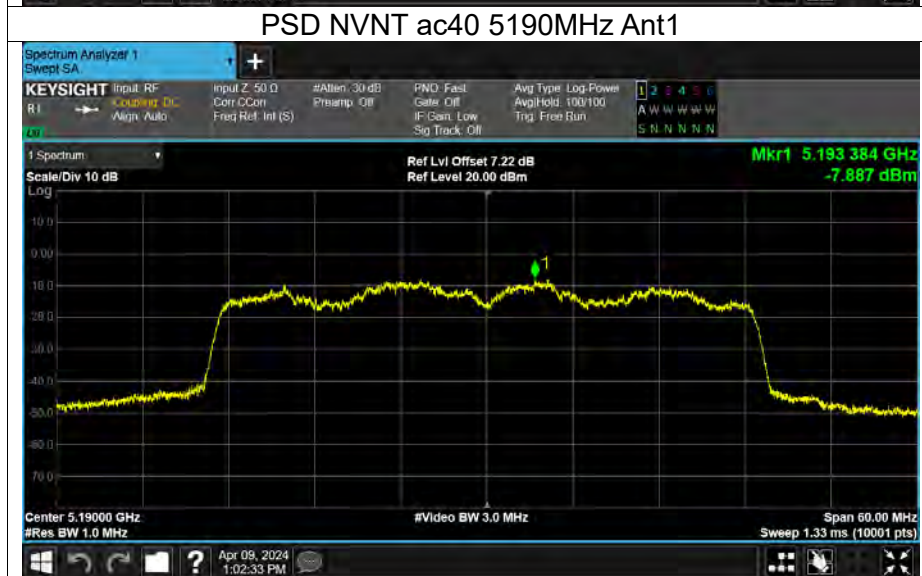 PSD NVNT ac40 5190MHz Ant1
Spectrum Analyzer 1
Swept SA
+
KEYSIGHT
Input: RF
Coupling: DC
Align: Auto
Input Z: 50 Ω
Corr CCorr
Freq Ref: Int (S)
#Atten: 30 dB
Preamp: Off
PNO: Fast
Gate: Off
IF Gain: Low
Sig Track: Off
Avg Type: Log-Power
Avg|Hold: 100/100
Trig: Free Run
1 2 3 4 5 6
A W W W W W
S N N N N N
1 Spectrum
Scale/Div 10 dB
Log
Ref Lvl Offset 7.22 dB
Ref Level 20.00 dBm
Mkr1 5.193 384 GHz
-7.887 dBm
10.0
0.00
-10.0
-20.0
-30.0
-40.0
-50.0
-60.0
-70.0
1
Center 5.19000 GHz
#Res BW 1.0 MHz
#Video BW 3.0 MHz
Span 60.00 MHz
Sweep 1.33 ms (10001 pts)
?
Apr 09, 2024
1:02:33 PM